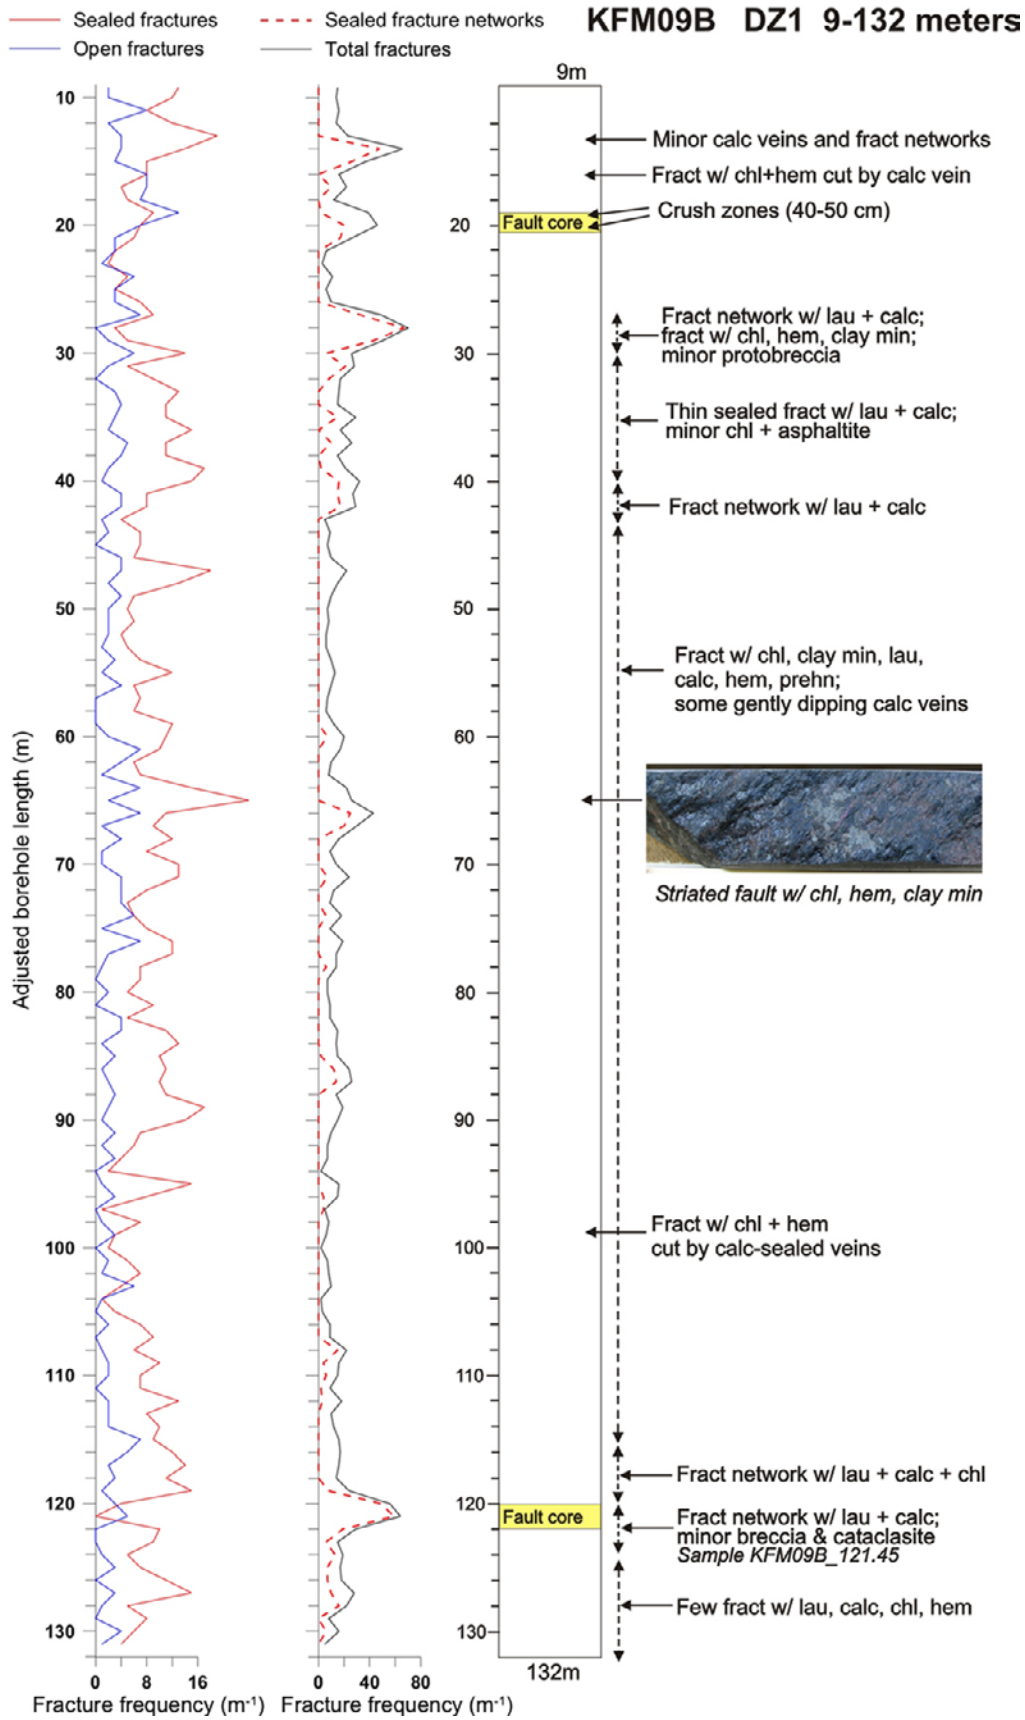 Sealed fractures
Sealed fracture networks
KFM09B DZ1 9-132 meters
Open fractures
Total fractures
9m
10
Minor calc veins and fract networks
Fract w/ chl+hem cut by calc vein
Crush zones (40-50 cm)
20
20
Fault core
Fract network w/ lau + calc;
fract w/ chl, hem, clay min;
minor protobreccia
30
30
Thin sealed fract w/ lau + calc;
minor chl + asphaltite
40
40
Fract network w/ lau + calc
50
50
Fract w/ chl, clay min, lau,
calc, hem, prehn;
some gently dipping calc veins
60
60
Adjusted borehole length (m)
70
70
Striated fault w/ chl, hem, clay min
80
80
90
90
Fract w/ chl + hem
cut by calc-sealed veins
100
100
110
110
Fract network w/ lau + calc + chl
120
120
Fault core
Fract network w/ lau + calc;
minor breccia & cataclasite
Sample KFM09B_121.45
Few fract w/ lau, calc, chl, hem
130
130
132m
0 8 16
0 40 80
Fracture frequency (m⁻¹)
Fracture frequency (m⁻¹)